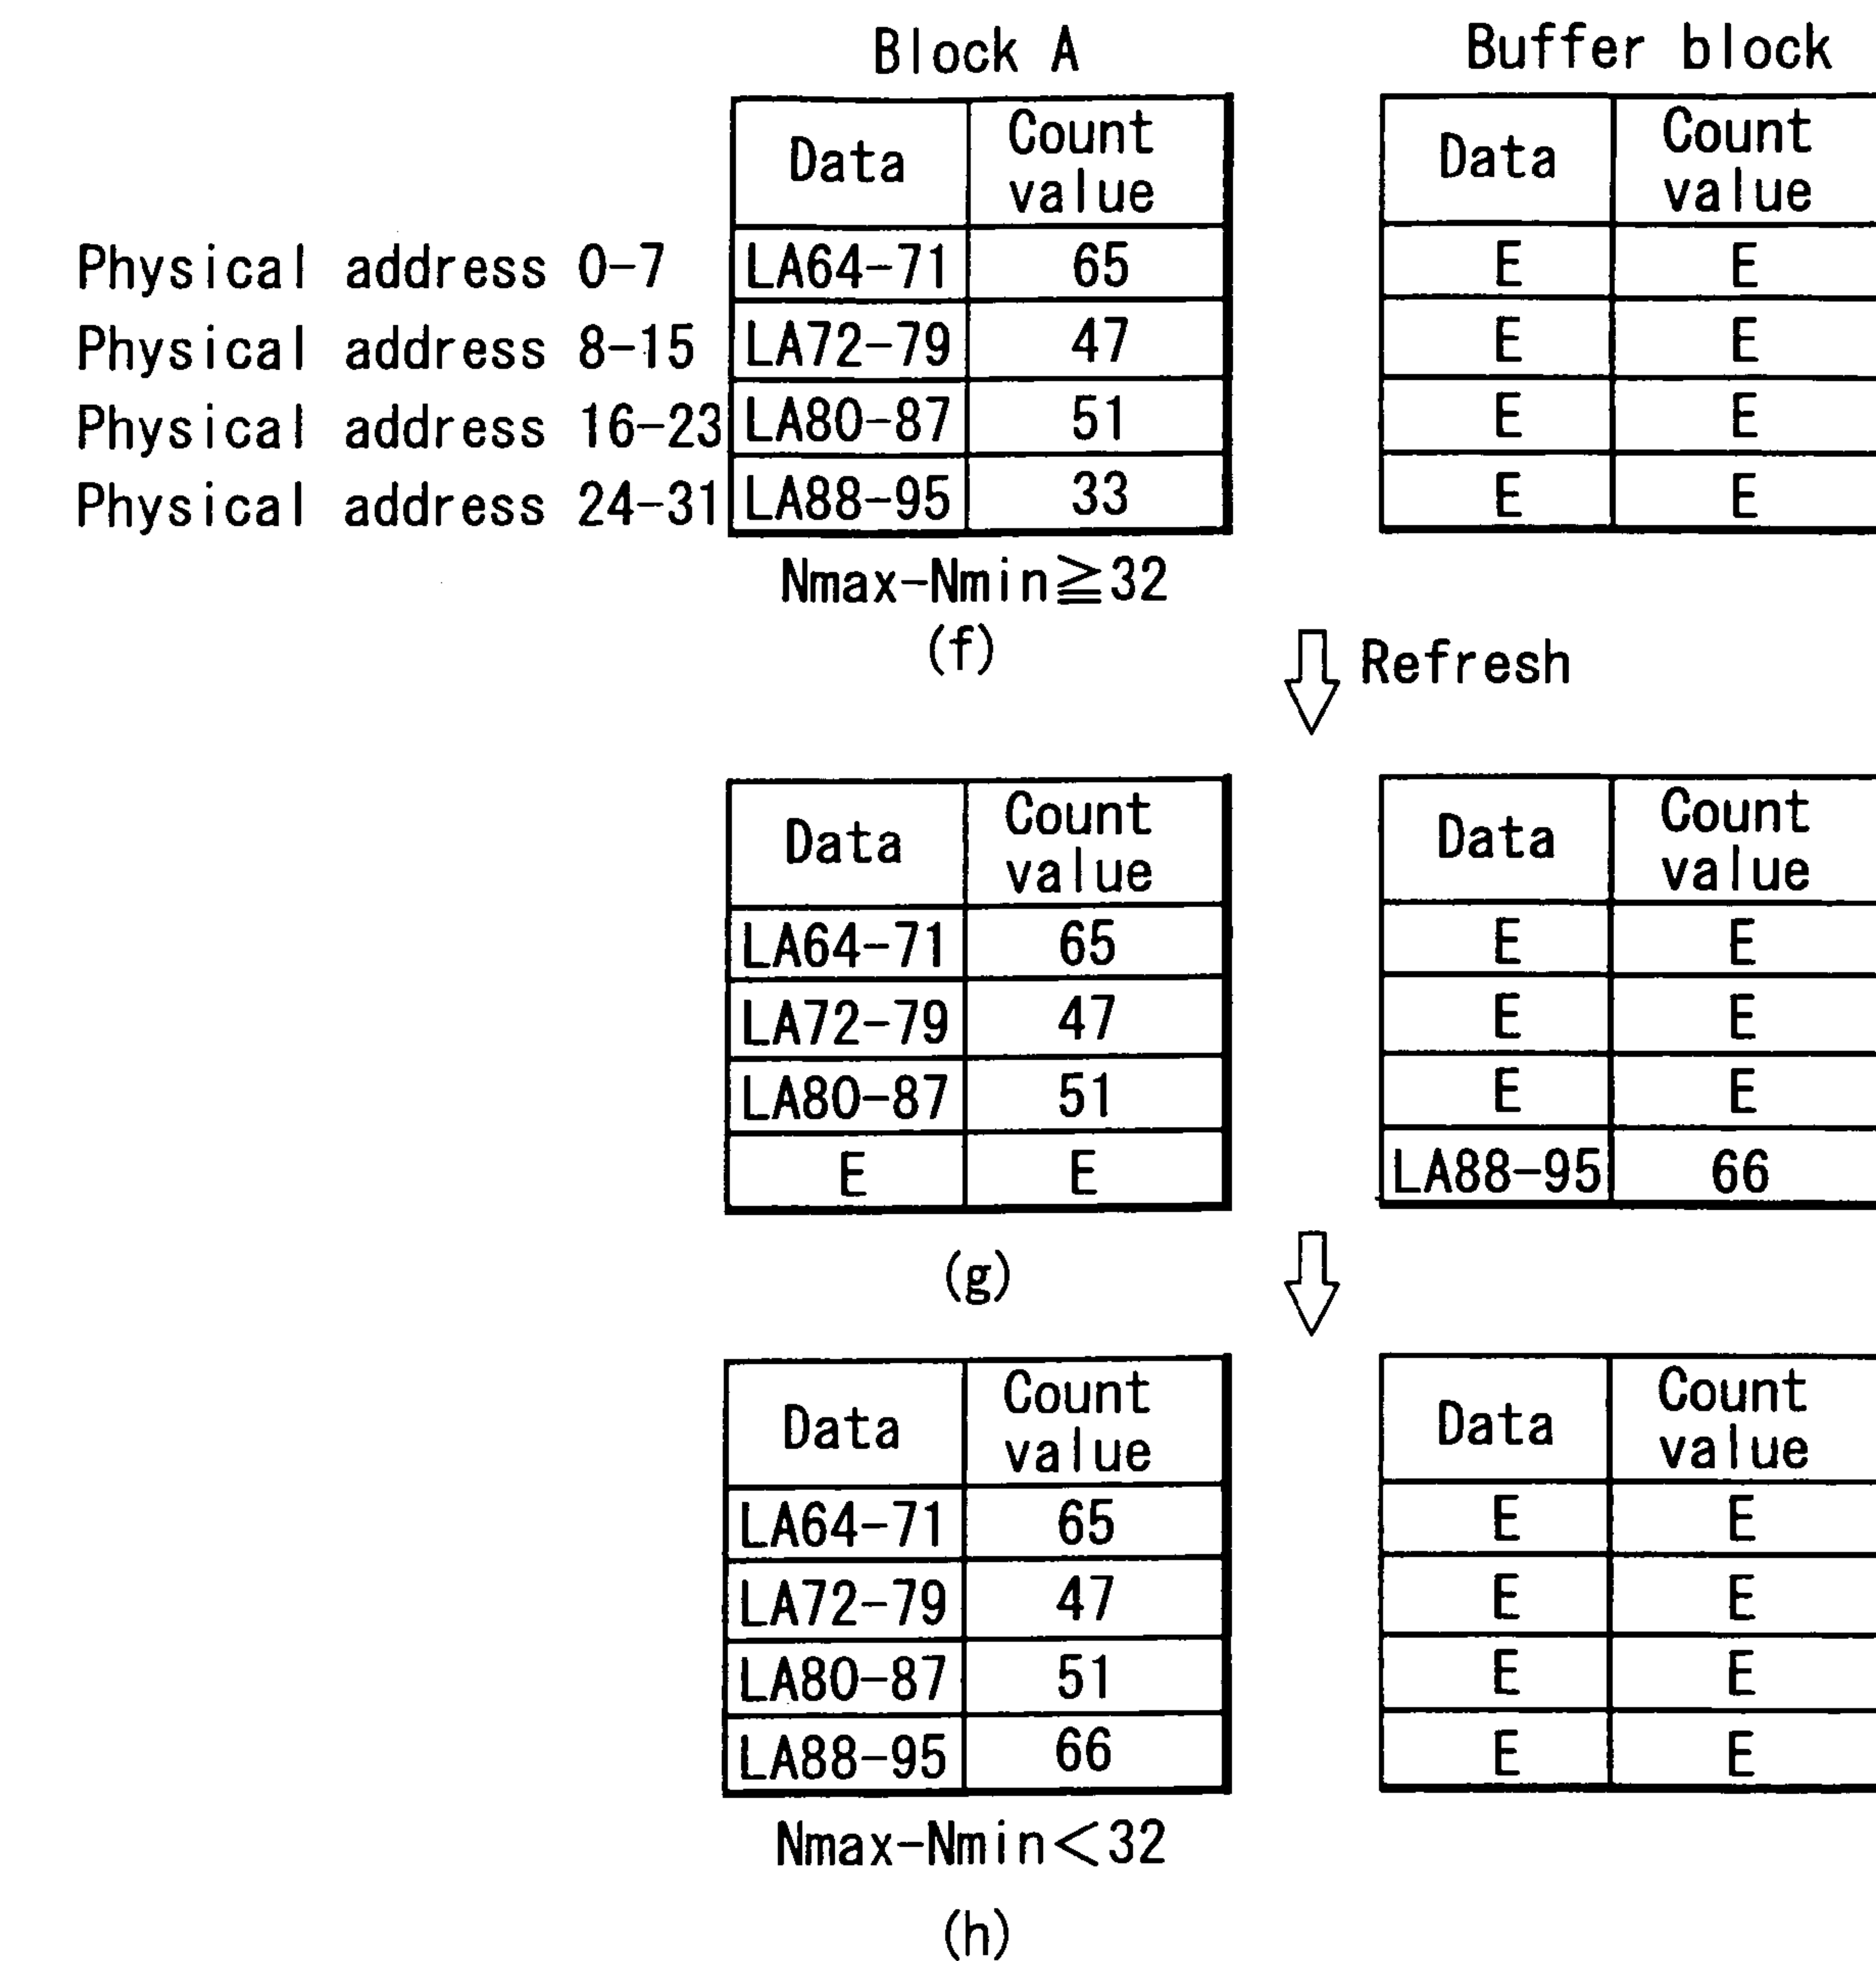 Block A Buffer block
Data Count value Data Count value
Physical address 0-7 LA64-71 65 E E
Physical address 8-15 LA72-79 47 E E
Physical address 16-23 LA80-87 51 E E
Physical address 24-31 LA88-95 33 E E
Nmax-Nmin≧32
(f)
Refresh
Data Count value Data Count value
LA64-71 65 E E
LA72-79 47 E E
LA80-87 51 E E
E E LA88-95 66
(g)
Data Count value Data Count value
LA64-71 65 E E
LA72-79 47 E E
LA80-87 51 E E
LA88-95 66 E E
Nmax-Nmin<32
(h)